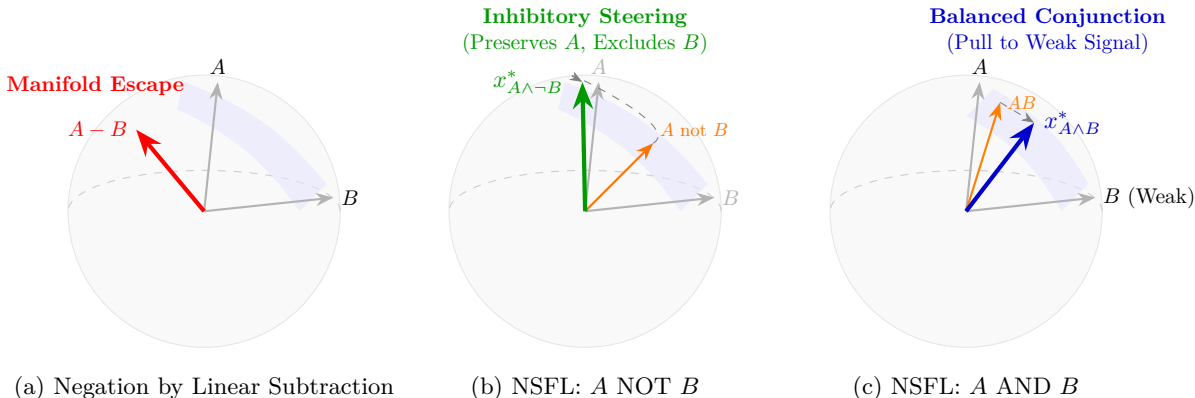 Inhibitory Steering
(Preserves A, Excludes B)
Balanced Conjunction
(Pull to Weak Signal)
Manifold Escape
A
A − B
B
x*A∧¬B
A
A not B
B
A
AB
x*A∧B
B (Weak)
(a) Negation by Linear Subtraction
(b) NSFL: A NOT B
(c) NSFL: A AND B